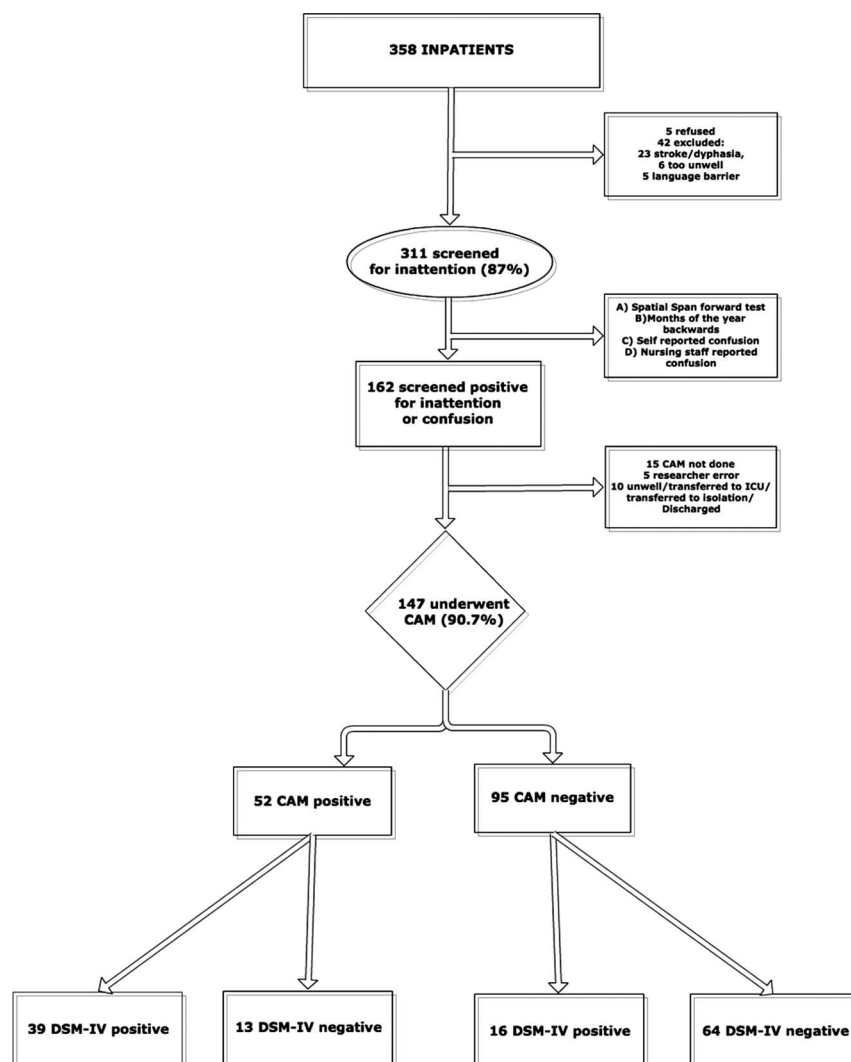 358 INPATIENTS
5 refused
42 excluded:
23 stroke/dyphasia,
6 too unwell
5 language barrier
311 screened
for inattention (87%)
A) Spatial Span forward test
B)Months of the year
backwards
C) Self reported confusion
D) Nursing staff reported
confusion
162 screened positive
for inattention
or confusion
15 CAM not done
5 researcher error
10 unwell/transferred to ICU/
transferred to isolation/
Discharged
147 underwent
CAM (90.7%)
52 CAM positive
95 CAM negative
39 DSM-IV positive
13 DSM-IV negative
16 DSM-IV positive
64 DSM-IV negative